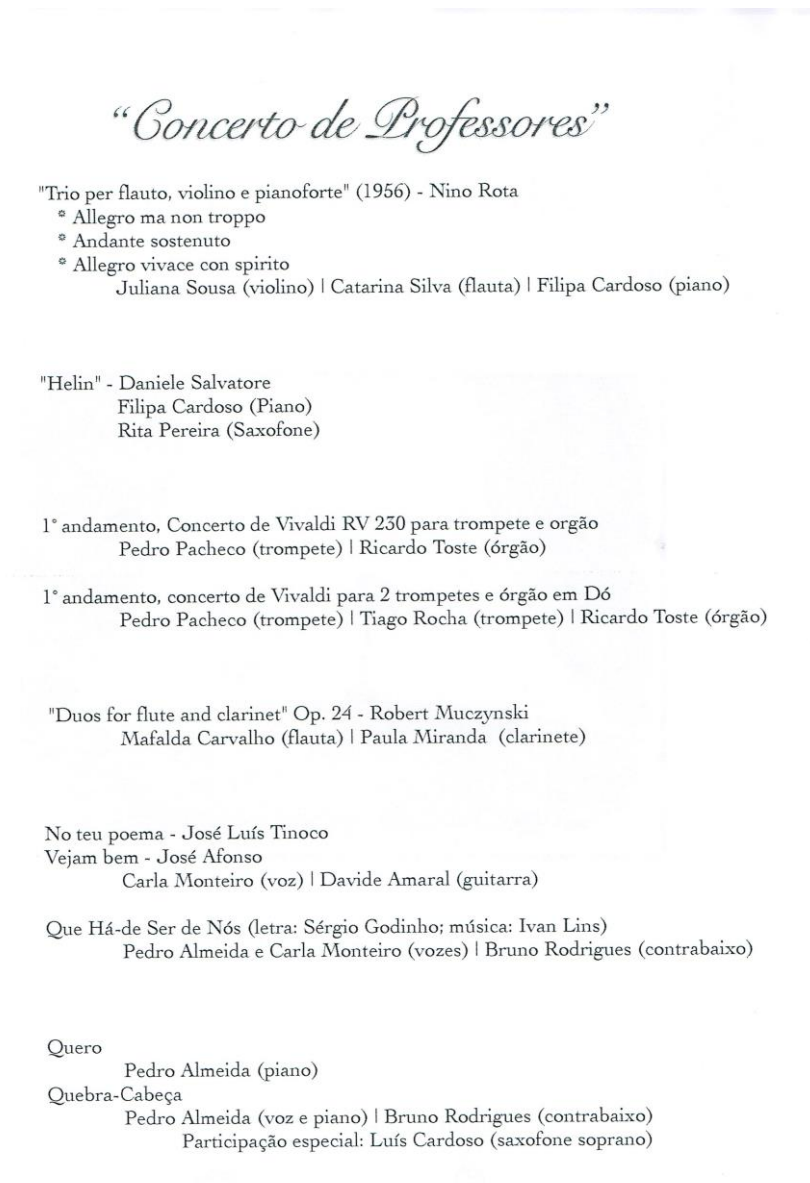 “Concerto de Professores”
"Trio per flauto, violino e pianoforte" (1956) - Nino Rota
* Allegro ma non troppo
* Andante sostenuto
* Allegro vivace con spirito
Juliana Sousa (violino) | Catarina Silva (flauta) | Filipa Cardoso (piano)
"Helin" - Daniele Salvatore
Filipa Cardoso (Piano)
Rita Pereira (Saxofone)
1º andamento, Concerto de Vivaldi RV 230 para trompete e orgão
Pedro Pacheco (trompete) | Ricardo Toste (órgão)
1º andamento, concerto de Vivaldi para 2 trompetes e órgão em Dó
Pedro Pacheco (trompete) | Tiago Rocha (trompete) | Ricardo Toste (órgão)
"Duos for flute and clarinet" Op. 24 - Robert Muczynski
Mafalda Carvalho (flauta) | Paula Miranda (clarinete)
No teu poema - José Luís Tinoco
Vejam bem - José Afonso
Carla Monteiro (voz) | Davide Amaral (guitarra)
Que Há-de Ser de Nós (letra: Sérgio Godinho; música: Ivan Lins)
Pedro Almeida e Carla Monteiro (vozes) | Bruno Rodrigues (contrabaixo)
Quero
Pedro Almeida (piano)
Quebra-Cabeça
Pedro Almeida (voz e piano) | Bruno Rodrigues (contrabaixo)
Participação especial: Luís Cardoso (saxofone soprano)